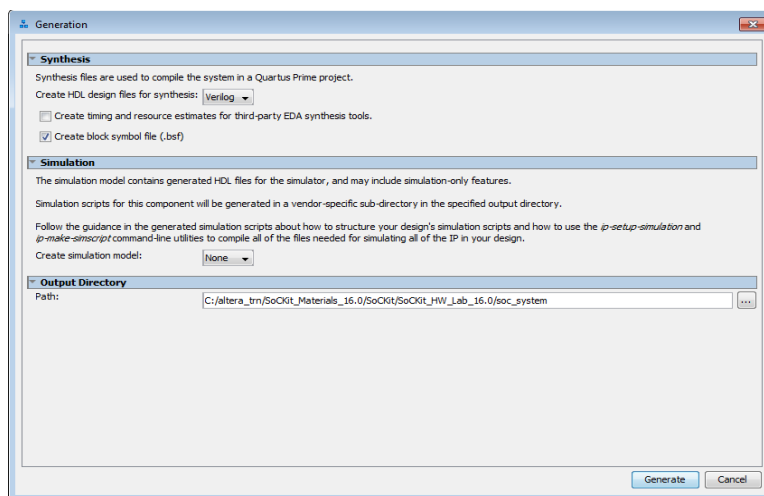 Generation
Synthesis
Synthesis files are used to compile the system in a Quartus Prime project.
Create HDL design files for synthesis: Verilog
Create timing and resource estimates for third-party EDA synthesis tools.
Create block symbol file (.bsf)
Simulation
The simulation model contains generated HDL files for the simulator, and may include simulation-only features.
Simulation scripts for this component will be generated in a vendor-specific sub-directory in the specified output directory.
Follow the guidance in the generated simulation scripts about how to structure your design's simulation scripts and how to use the ip-setup-simulation and
ip-make-simscript command-line utilities to compile all of the files needed for simulating all of the IP in your design.
Create simulation model: None
Output Directory
Path: C:/altera_trn/SoCKit_Materials_16.0/SoCKit/SoCKit_HW_Lab_16.0/soc_system ...
Generate Cancel